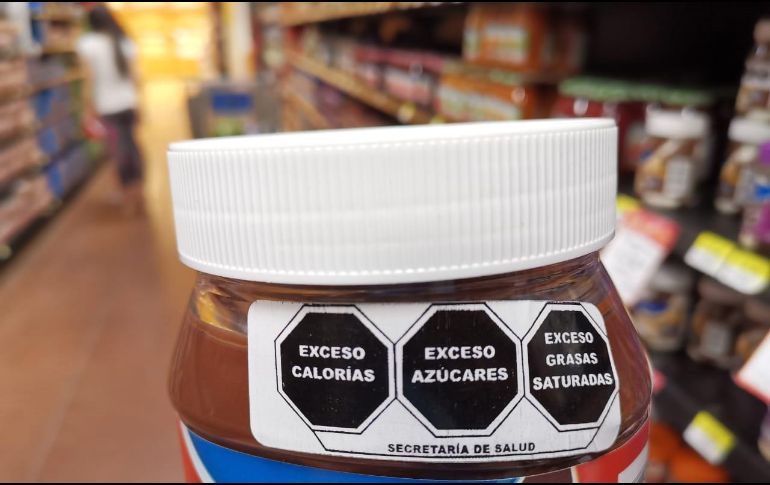 EXCESO
CALORÍAS
EXCESO
AZÚCARES
EXCESO
GRASAS
SATURADAS
SECRETARÍA DE SALUD